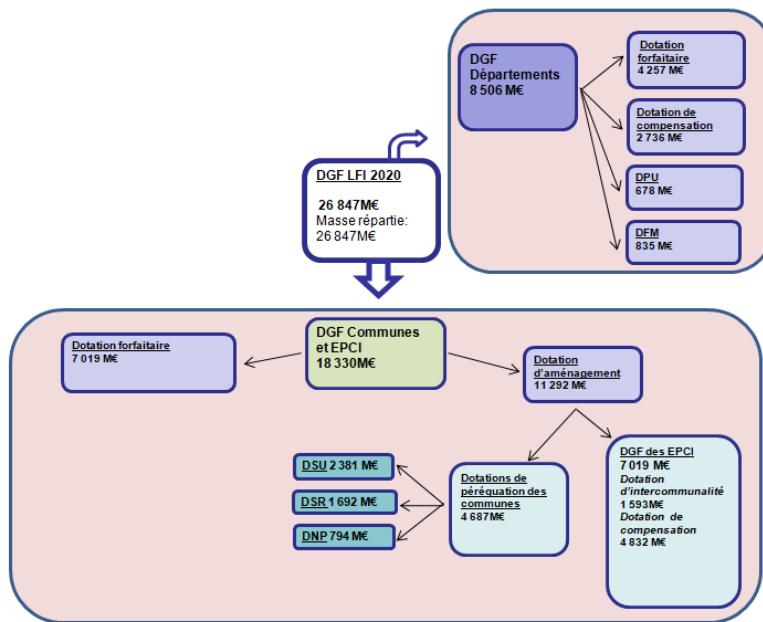 DGF
Départements
8 506 M€
Dotation
forfaitaire
4 257 M€
Dotation de
compensation
2 736 M€
DPU
678 M€
DFM
835 M€
DGF LFI 2020
26 847M€
Masse répartie:
26 847M€
DGF Communes
et EPCI
18 330M€
Dotation forfaitaire
7 019 M€
Dotation
d'aménagement
11 292 M€
DSU 2 381 M€
DSR 1 692 M€
DNP 794 M€
Dotations de
péréquation des
communes
4 687M€
DGF des EPCI
7 019 M€
Dotation
d'intercommunalité
1 593M€
Dotation de
compensation
4 832 M€